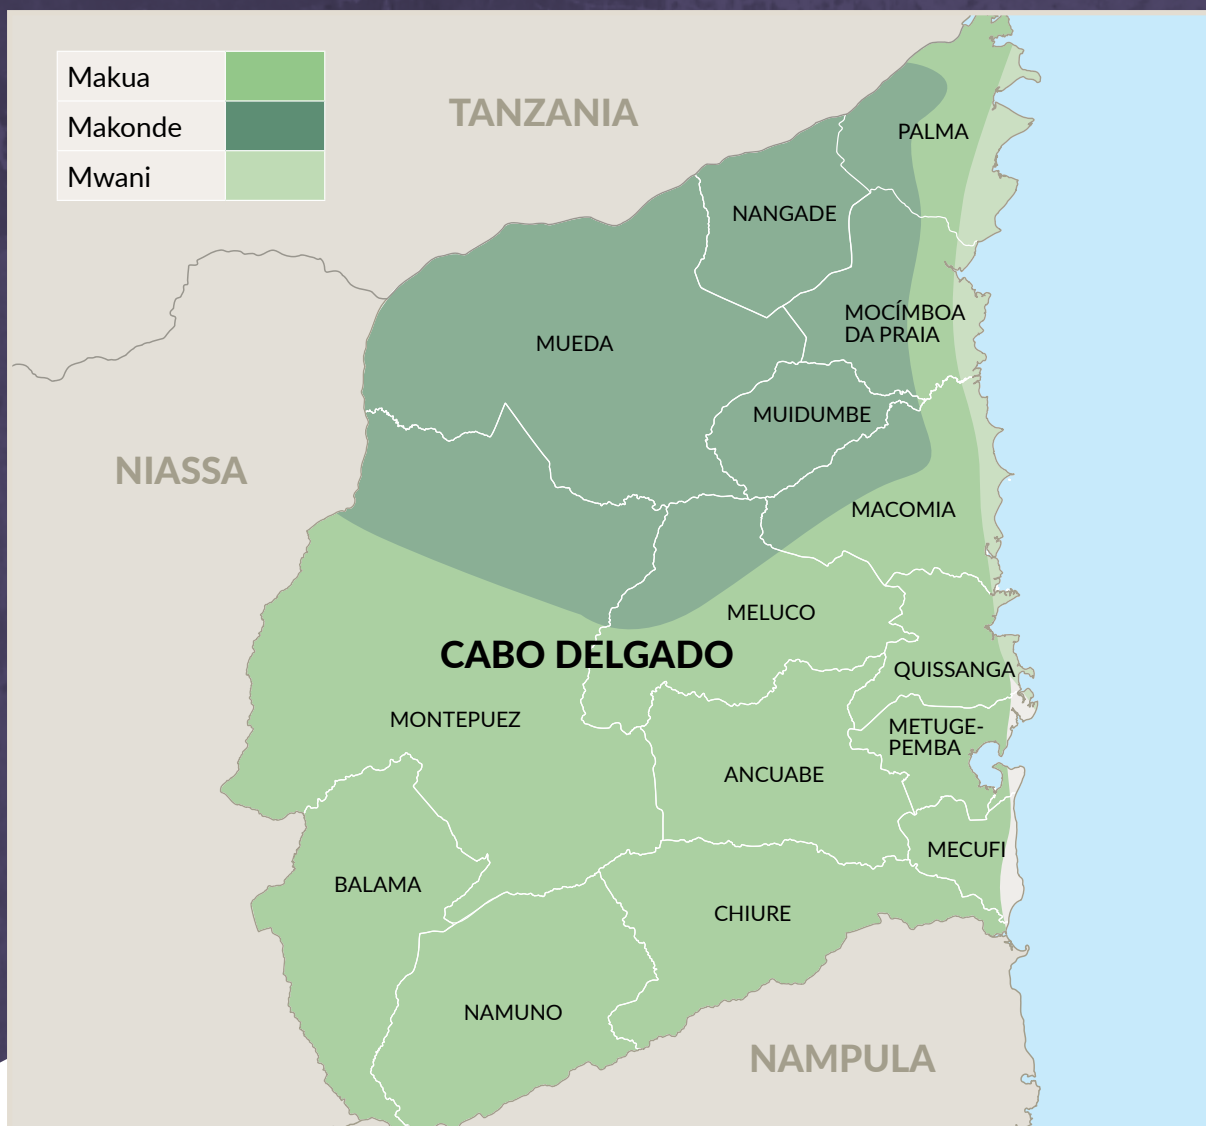 Makua
Makonde
Mwani
TANZANIA
PALMA
NANGADE
MOCÍMBOA
DA PRAIA
MUEDA
MUIDUMBE
NIASSA
MACOMIA
MELUCO
CABO DELGADO
QUISSANGA
MONTEPUEZ
METUGE-
PEMBA
ANCUABE
MECUFI
BALAMA
CHIURE
NAMUNO
NAMPULA